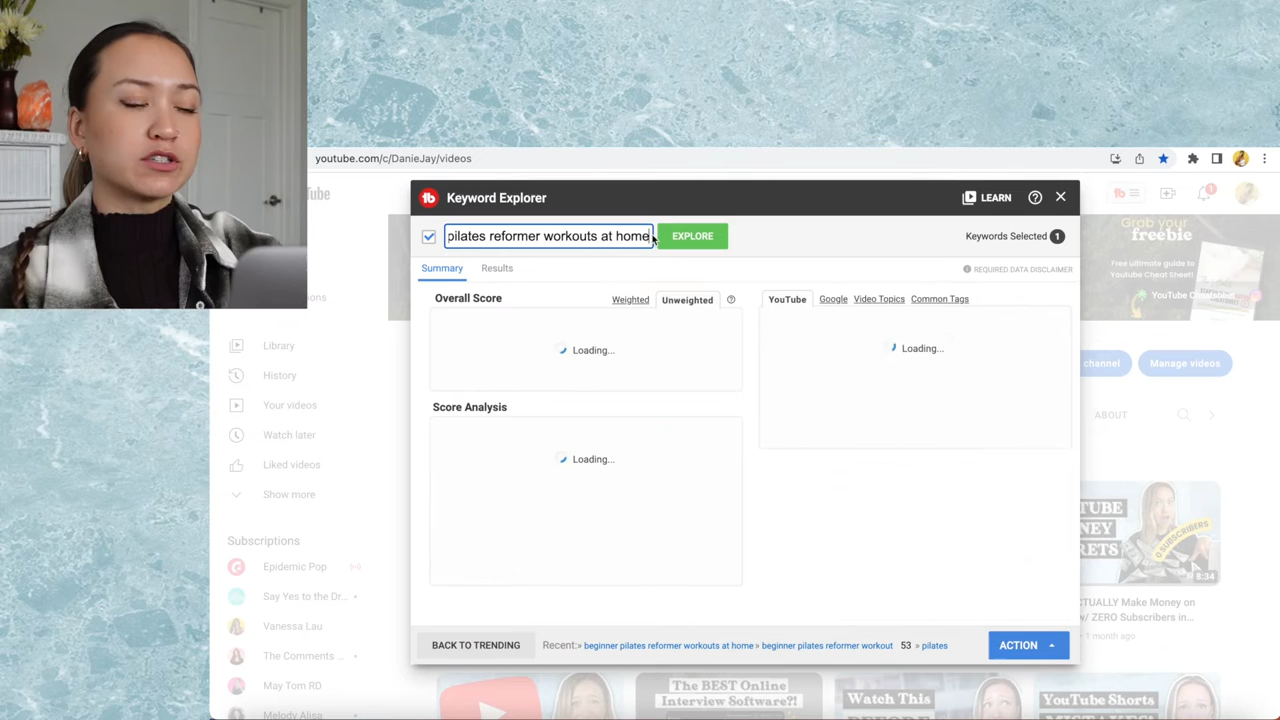 youtube.com/c/DanieJay/videos
Tube
tb Keyword Explorer
LEARN
pilates reformer workouts at home
EXPLORE
Keywords Selected 1
Summary
Results
REQUIRED DATA DISCLAIMER
Overall Score
Weighted
Unweighted
YouTube
Google
Video Topics
Common Tags
Loading...
Loading...
Score Analysis
Loading...
BACK TO TRENDING
Recent:» beginner pilates reformer workouts at home » beginner pilates reformer workout 53 » pilates
ACTION
Library
History
Your videos
Watch later
Liked videos
Show more
Subscriptions
Epidemic Pop
Say Yes to the Dr...
Vanessa Lau
The Comments ...
May Tom RD
Melody Alisa
Grab your
freebie
Free ultimate guide to
Youtube Cheat Sheet!
channel
Manage videos
ABOUT
TUBE
NEY
RETS
0 SUBSCRIBERS
8:34
CTUALLY Make Money on
w/ ZERO Subscribers in...
1 month ago
The BEST Online
Interview Software?!
Watch This
YouTube Shorts